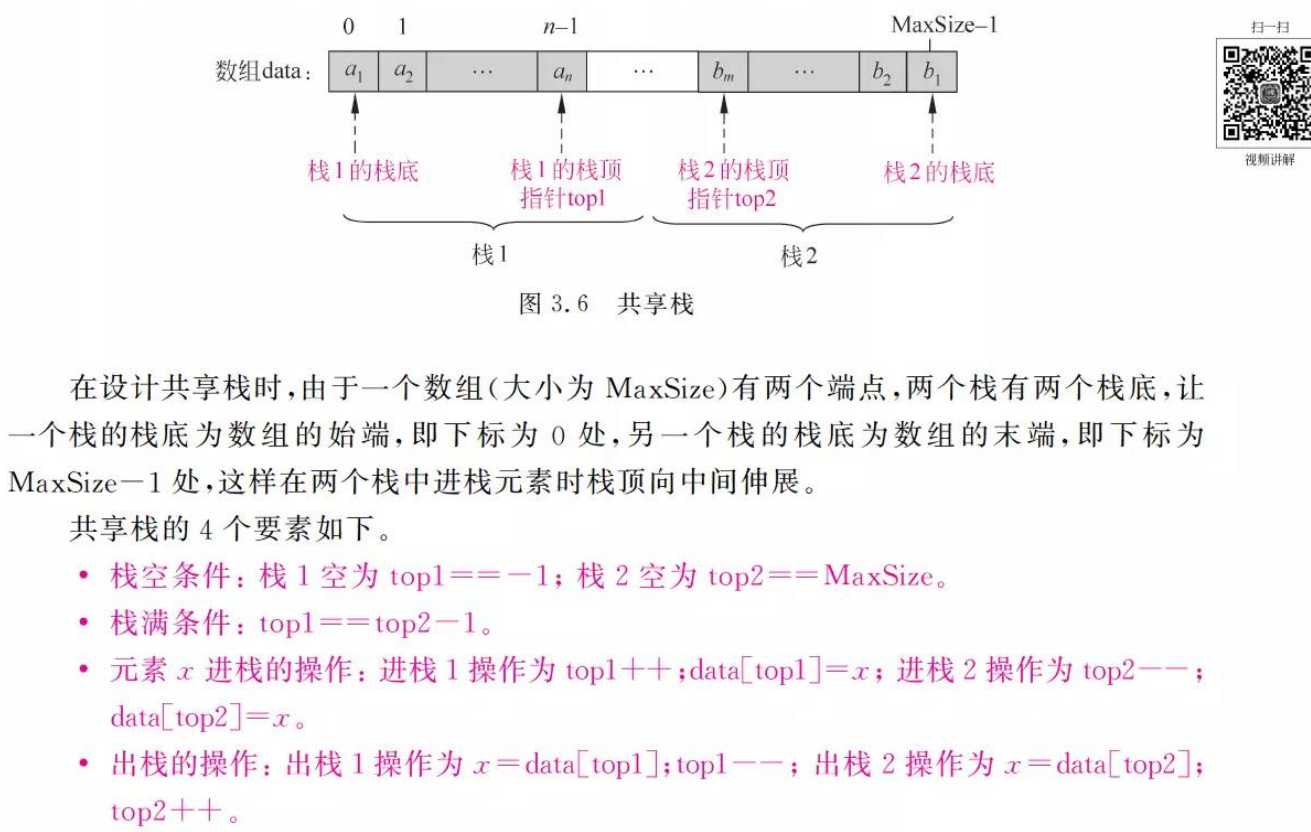 0 1 n-1 MaxSize-1
扫一扫
数组data: a₁ a₂ … aₙ … bₘ … b₂ b₁
栈1的栈底 栈1的栈顶 栈2的栈顶 栈2的栈底
指针top1 指针top2
视频讲解
栈1 栈2
图 3.6 共享栈
在设计共享栈时,由于一个数组(大小为 MaxSize)有两个端点,两个栈有两个栈底,让
一个栈的栈底为数组的始端,即下标为 0 处,另一个栈的栈底为数组的末端,即下标为
MaxSize-1 处,这样在两个栈中进栈元素时栈顶向中间伸展。
共享栈的 4 个要素如下。
• 栈空条件: 栈 1 空为 top1==-1; 栈 2 空为 top2==MaxSize。
• 栈满条件: top1==top2-1。
• 元素 x 进栈的操作: 进栈 1 操作为 top1++;data[top1]=x; 进栈 2 操作为 top2--;
data[top2]=x。
• 出栈的操作: 出栈 1 操作为 x=data[top1];top1--; 出栈 2 操作为 x=data[top2];
top2++。